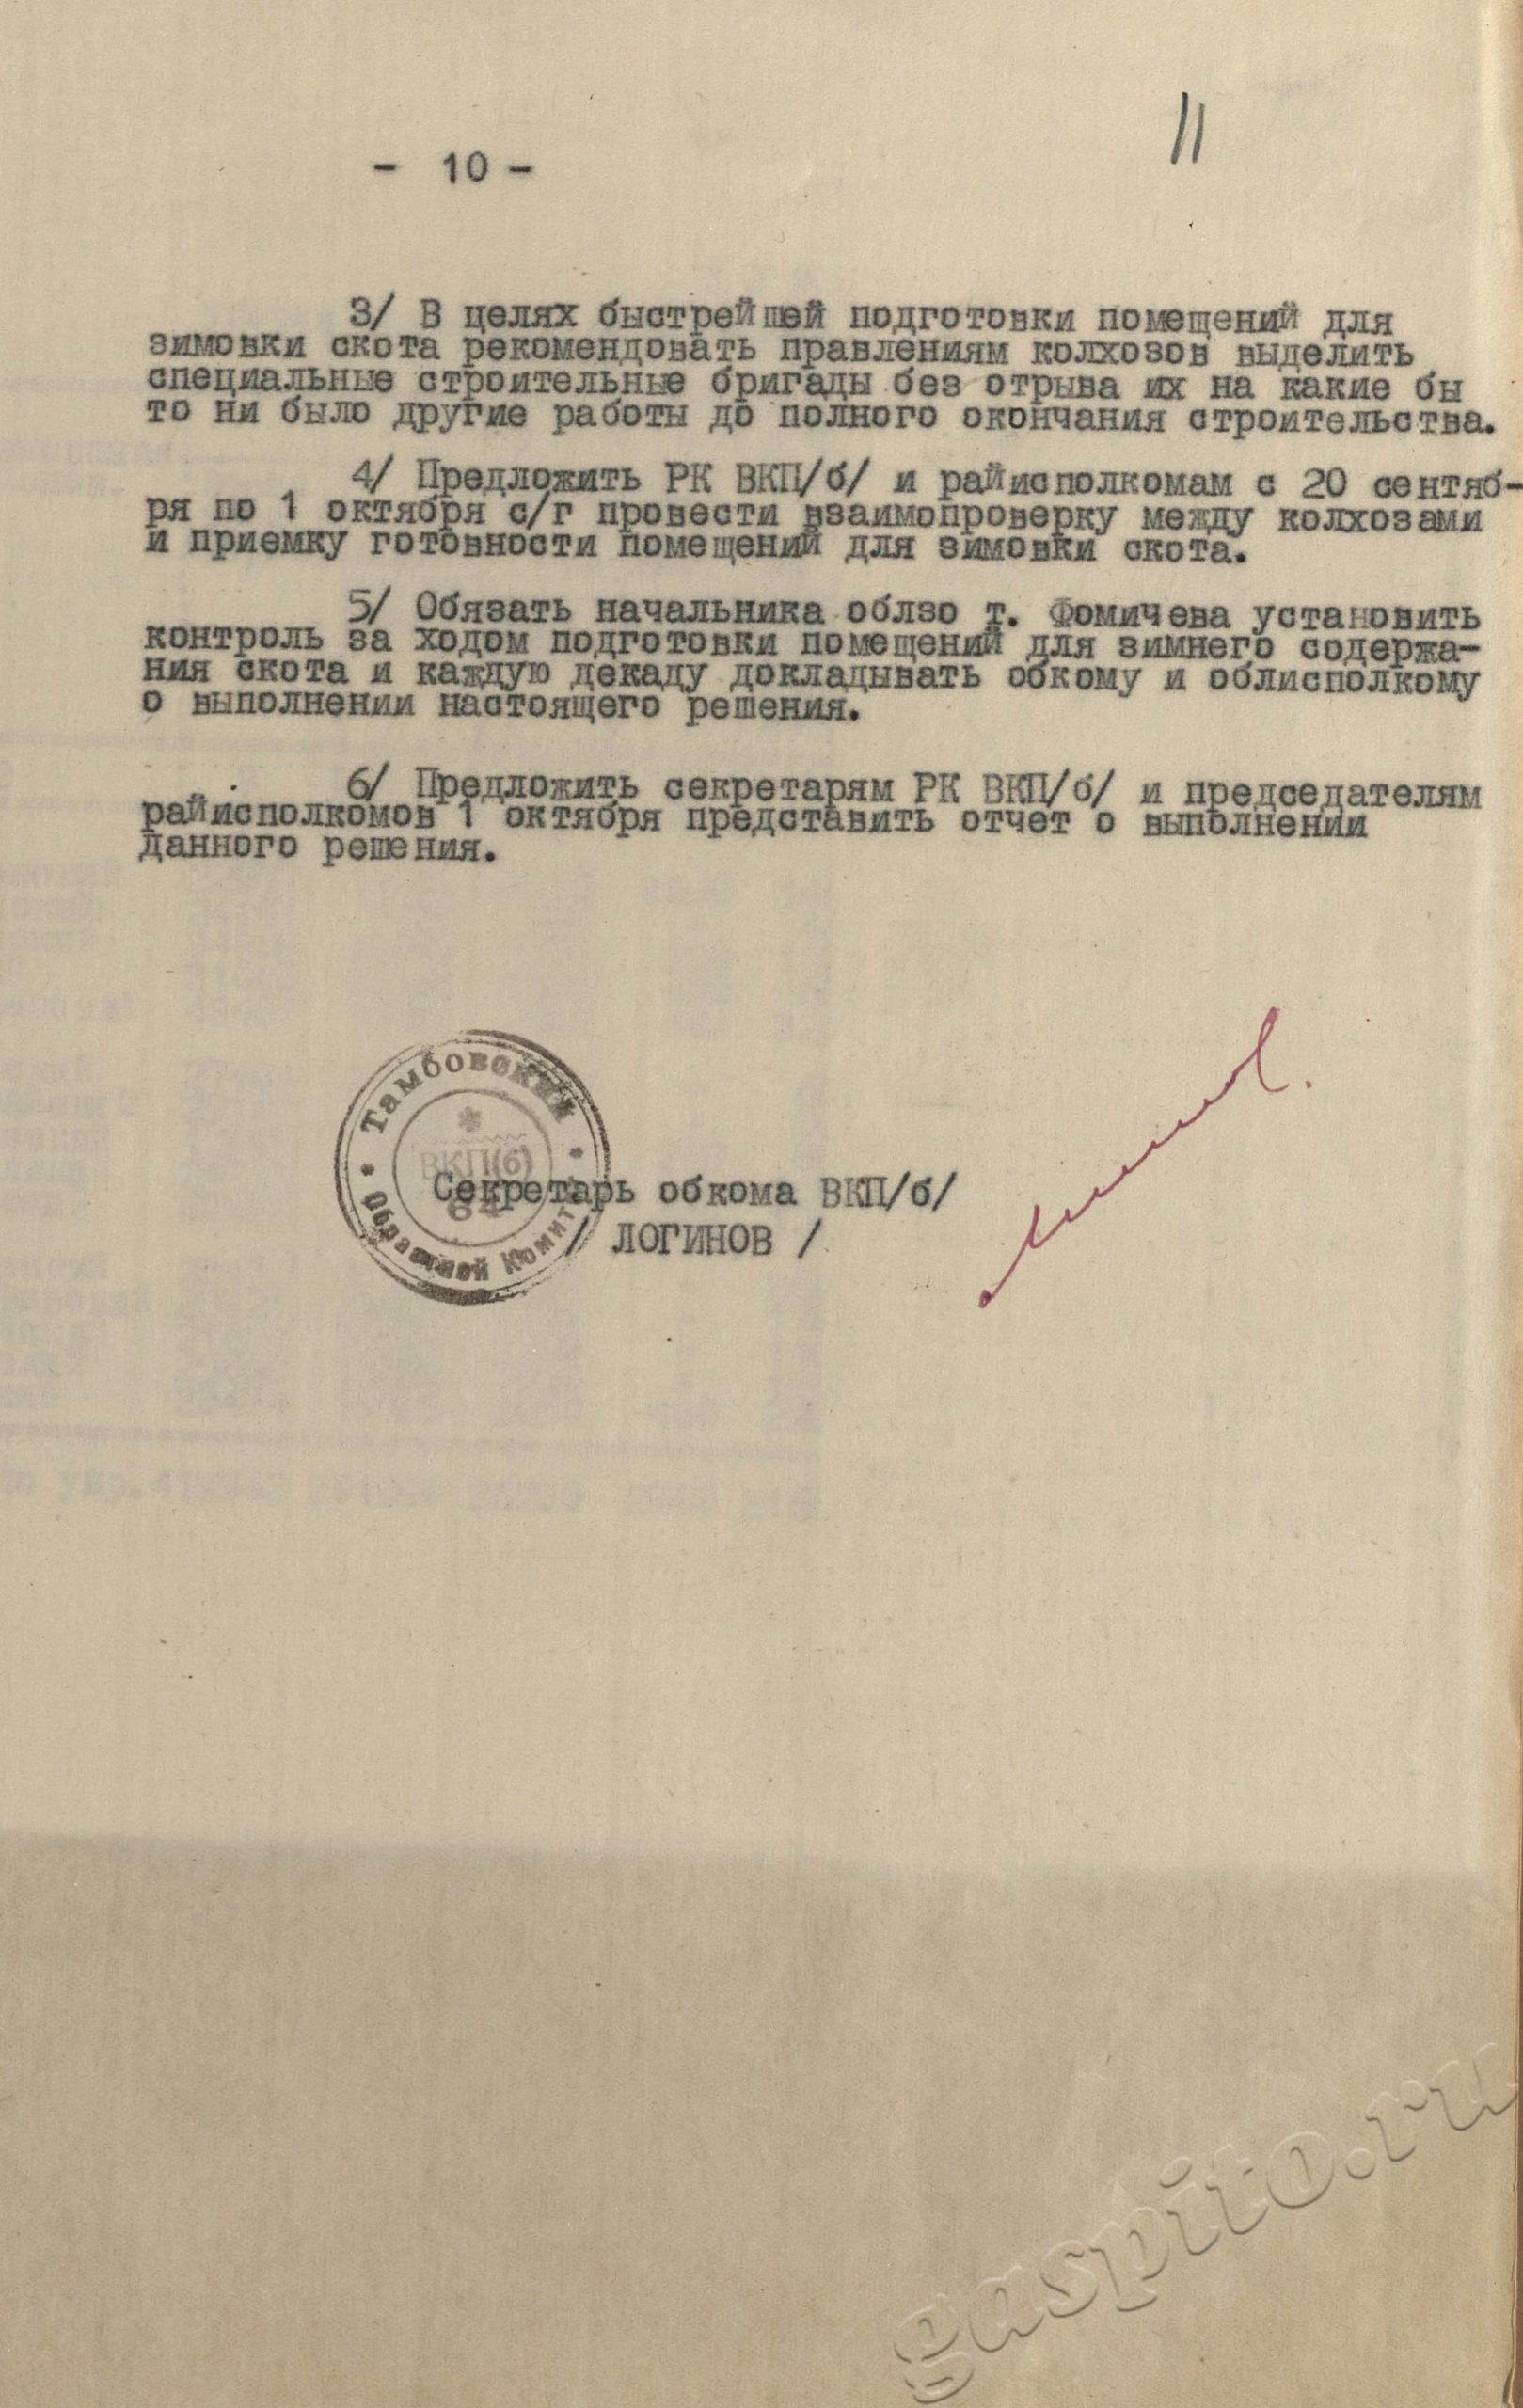 11
- 10 -
3/ В целях быстрейшей подготовки помещений для
зимовки скота рекомендовать правлениям колхозов выделить
специальные строительные бригады без отрыва их на какие бы
то ни было другие работы до полного окончания строительства.
4/ Предложить РК ВКП/б/ и райисполкомам с 20 сентяб-
ря по 1 октября с/г провести взаимопроверку между колхозами
и приемку готовности помещений для зимовки скота.
5/ Обязать начальника облзо т. Фомичева установить
контроль за ходом подготовки помещений для зимнего содержа-
ния скота и каждую декаду докладывать обкому и облисполкому
о выполнении настоящего решения.
6/ Предложить секретарям РК ВКП/б/ и председателям
райисполкомов 1 октября представить отчет о выполнении
данного решения.
Тамбовский
ВКП(б)
64
Комитет
Секретарь обкома ВКП/б/
/ ЛОГИНОВ /
gaspito.ru